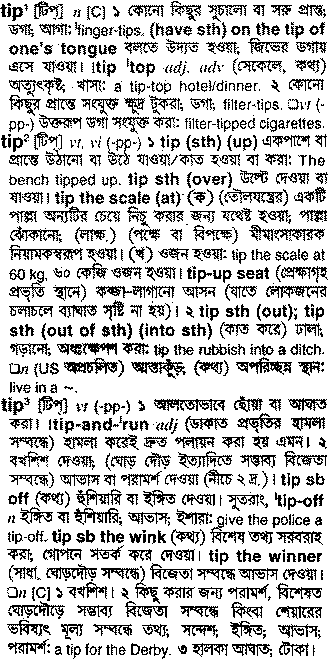 tip¹ [টিপ্] n [C] ১ কোনো কিছুর সুচালো বা সরু প্রান্ত;
ডগা; আগা: ˈfinger-tips. (have sth) on the tip of
one's tongue বলতে উদ্যত হওয়া; জিভের ডগায়
এসে যাওয়া। ˌtip ˈtop adj. adv (সেকেলে, কথ্য)
অত্যুৎকৃষ্ট; খাসা: a tip-top hotel/dinner. ২ কোনো
কিছুর প্রান্তে সংযুক্ত ক্ষুদ্র টুকরা; ডগা; filter-tips. □vt (-
pp-) উক্তরূপ ডগা সংযুক্ত করা: filter-tipped cigarettes.
tip² [টিপ্] vt, vi (-pp-) ১ tip (sth) (up) একপাশে বা
প্রান্তে উঠানো বা উঠে যাওয়া/কাত হওয়া বা করা: The
bench tipped up. tip sth (over) উল্টে দেওয়া বা
যাওয়া। tip the scale (at) (ক) (তৌলযন্ত্রের) একটি
পাল্লা অন্যটির চেয়ে নিচু করার জন্য যথেষ্ট হওয়া; পাল্লা
ঝোঁকানো; (লাক্ষ.) (পক্ষে বা বিপক্ষে) মীমাংসাকারক
নিয়ামকস্বরূপ হওয়া। (খ) ওজন হওয়া: tip the scale at
60 kg. ৬০ কেজি ওজন হওয়া। tip-up seat (প্রেক্ষাগৃহ
প্রভৃতি স্থানে) কব্জা-লাগানো আসন (যাতে লোকজনের
চলাচলে ব্যাঘাত সৃষ্টি না হয়)। ২ tip sth (out); tip
sth (out of sth) (into sth) (কাত করে) ঢালা;
গড়ানো; অধঃক্ষেপণ করা: tip the rubbish into a ditch.
□n (US অপ্রচলিত) আস্তাকুঁড়; (কথ্য) অপরিচ্ছন্ন স্থান:
live in a ~.
tip³ [টিপ্] vt (-pp-) ১ আলতোভাবে ছোঁয়া বা আঘাত
করা। ˈtip-and-ˈrun adj (ডাকাত প্রভৃতির হামলা
সম্বন্ধে) হামলা করেই দ্রুত পলায়ন করা হয় এমন। ২
বখশিশ দেওয়া; (ঘোড় দৌড় ইত্যাদিতে সম্ভাব্য বিজেতা
সম্বন্ধে) আভাস বা পরামর্শ দেওয়া (নীচে ২ দ্র.)। tip sb
off (কথ্য) হুঁশিয়ারি বা ইঙ্গিত দেওয়া। সুতরাং, ˈtip-off
n ইঙ্গিত বা হুঁশিয়ারি; আভাস; ইশারা: give the police a
tip-off. tip sb the wink (কথ্য) বিশেষ তথ্য সরবরাহ
করা; গোপনে সতর্ক করে দেওয়া। tip the winner
(সাধা. ঘোড়দৌড় সম্বন্ধে) বিজেতা সম্বন্ধে আভাস দেওয়া।
□n [C] ১ বখশিশ। ২ কিছু করার জন্য পরামর্শ, বিশেষত
ঘোড়দৌড়ে সম্ভাব্য বিজেতা সম্বন্ধে কিংবা শেয়ারের
ভবিষ্যৎ মূল্য সম্বন্ধে তথ্য; সন্দেশ; ইঙ্গিত; আভাস;
পরামর্শ: a tip for the Derby. ৩ হালকা আঘাত; টোকা।